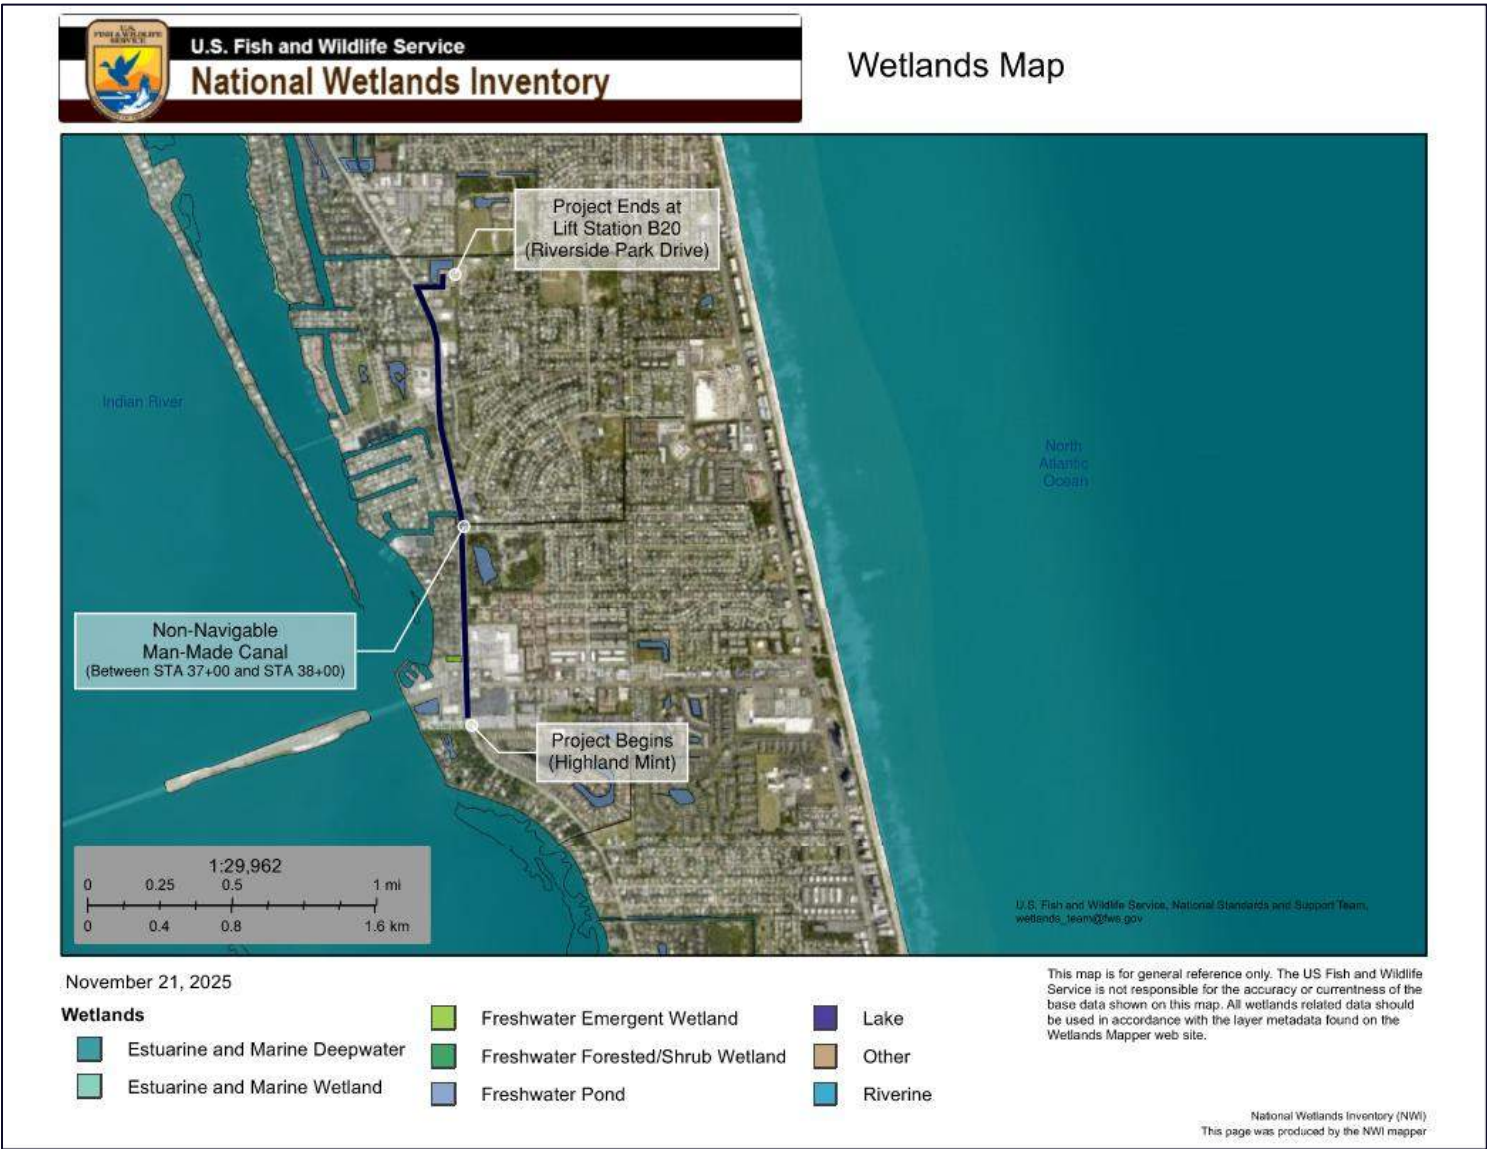 U.S.
FISH & WILDLIFE
SERVICE
U.S. Fish and Wildlife Service
National Wetlands Inventory
Wetlands Map
Project Ends at
Lift Station B20
(Riverside Park Drive)
Indian River
North
Atlantic
Ocean
Non-Navigable
Man-Made Canal
(Between STA 37+00 and STA 38+00)
Project Begins
(Highland Mint)
1:29,962
0 0.25 0.5 1 mi
0 0.4 0.8 1.6 km
U.S. Fish and Wildlife Service, National Standards and Support Team,
wetlands_team@fws.gov
November 21, 2025
Wetlands
Estuarine and Marine Deepwater
Estuarine and Marine Wetland
Freshwater Emergent Wetland
Freshwater Forested/Shrub Wetland
Freshwater Pond
Lake
Other
Riverine
This map is for general reference only. The US Fish and Wildlife
Service is not responsible for the accuracy or currentness of the
base data shown on this map. All wetlands related data should
be used in accordance with the layer metadata found on the
Wetlands Mapper web site.
National Wetlands Inventory (NWI)
This page was produced by the NWI mapper